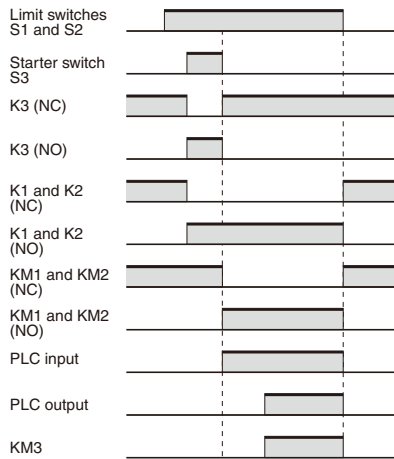 Limit switches
S1 and S2
Starter switch
S3
K3 (NC)
K3 (NO)
K1 and K2
(NC)
K1 and K2
(NO)
KM1 and KM2
(NC)
KM1 and KM2
(NO)
PLC input
PLC output
KM3